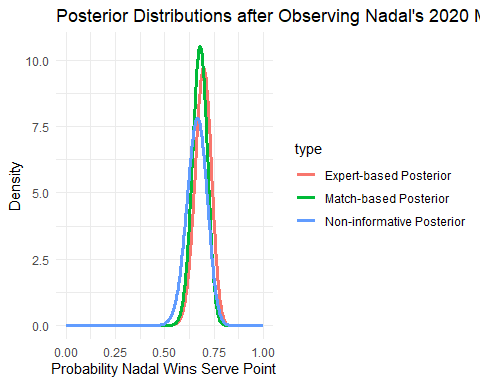 Posterior Distributions after Observing Nadal's 2020
10.0
7.5
5.0
2.5
0.0
Density
0.00 0.25 0.50 0.75 1.00
Probability Nadal Wins Serve Point
type
Expert-based Posterior
Match-based Posterior
Non-informative Posterior